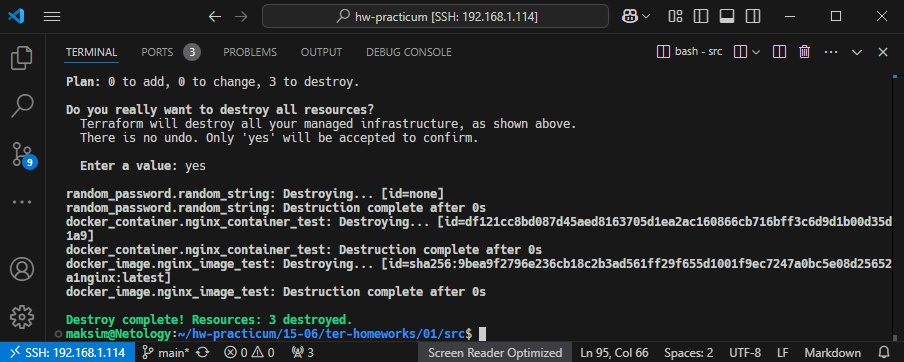 hw-practicum [SSH: 192.168.1.114]
TERMINAL PORTS 3 PROBLEMS OUTPUT DEBUG CONSOLE bash - src
Plan: 0 to add, 0 to change, 3 to destroy.
Do you really want to destroy all resources?
Terraform will destroy all your managed infrastructure, as shown above.
There is no undo. Only 'yes' will be accepted to confirm.
Enter a value: yes
random_password.random_string: Destroying... [id=none]
random_password.random_string: Destruction complete after 0s
docker_container.nginx_container_test: Destroying... [id=df121cc8bd087d45aed8163705d1ea2ac160866cb716bff3c6d9d1b00d35d
1a9]
docker_container.nginx_container_test: Destruction complete after 0s
docker_image.nginx_image_test: Destroying... [id=sha256:9bea9f2796e236cb18c2b3ad561ff29f655d1001f9ec7247a0bc5e08d25652
a1nginx:latest]
docker_image.nginx_image_test: Destruction complete after 0s
Destroy complete! Resources: 3 destroyed.
maksim@Netology:~/hw-practicum/15-06/ter-homeworks/01/src$
9
SSH: 192.168.1.114 main* 0 0 3 Screen Reader Optimized Ln 95, Col 66 Spaces: 2 UTF-8 LF Markdown